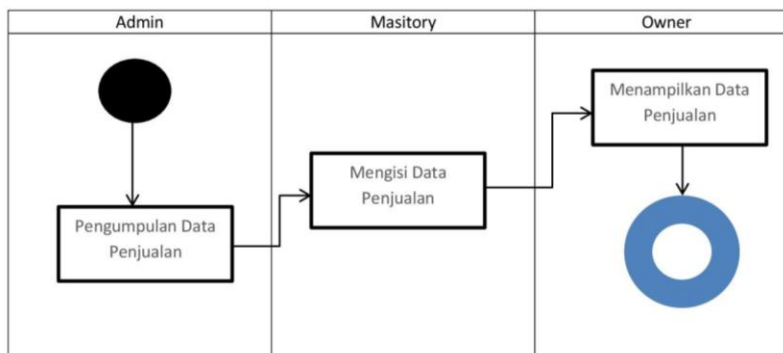 Admin
Masitory
Owner
Pengumpulan Data
Penjualan
Mengisi Data
Penjualan
Menampilkan Data
Penjualan